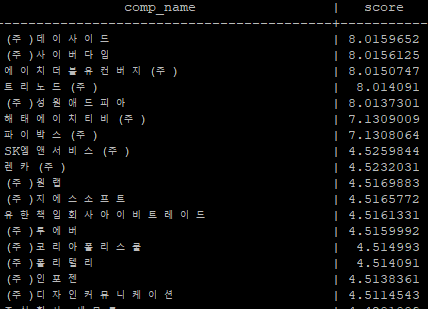 comp_name | score
(주)데이사이드 | 8.0159652
(주)사이버다임 | 8.0156125
에이치더블유컨버지(주) | 8.0150747
트리노드(주) | 8.014091
(주)성원애드피아 | 8.0137301
해태에이치티비(주) | 7.1309009
파이박스(주) | 7.1308064
SK엠앤서비스(주) | 4.5259844
렌카(주) | 4.5232031
(주)원랩 | 4.5169883
(주)지에스소프트 | 4.5165772
유한책임회사아이비트레이드 | 4.5161331
(주)투에버 | 4.5159992
(주)코리아폴리스쿨 | 4.514993
(주)폴리텔리 | 4.514091
(주)인포젠 | 4.5138361
(주)디자인커뮤니케이션 | 4.5114543